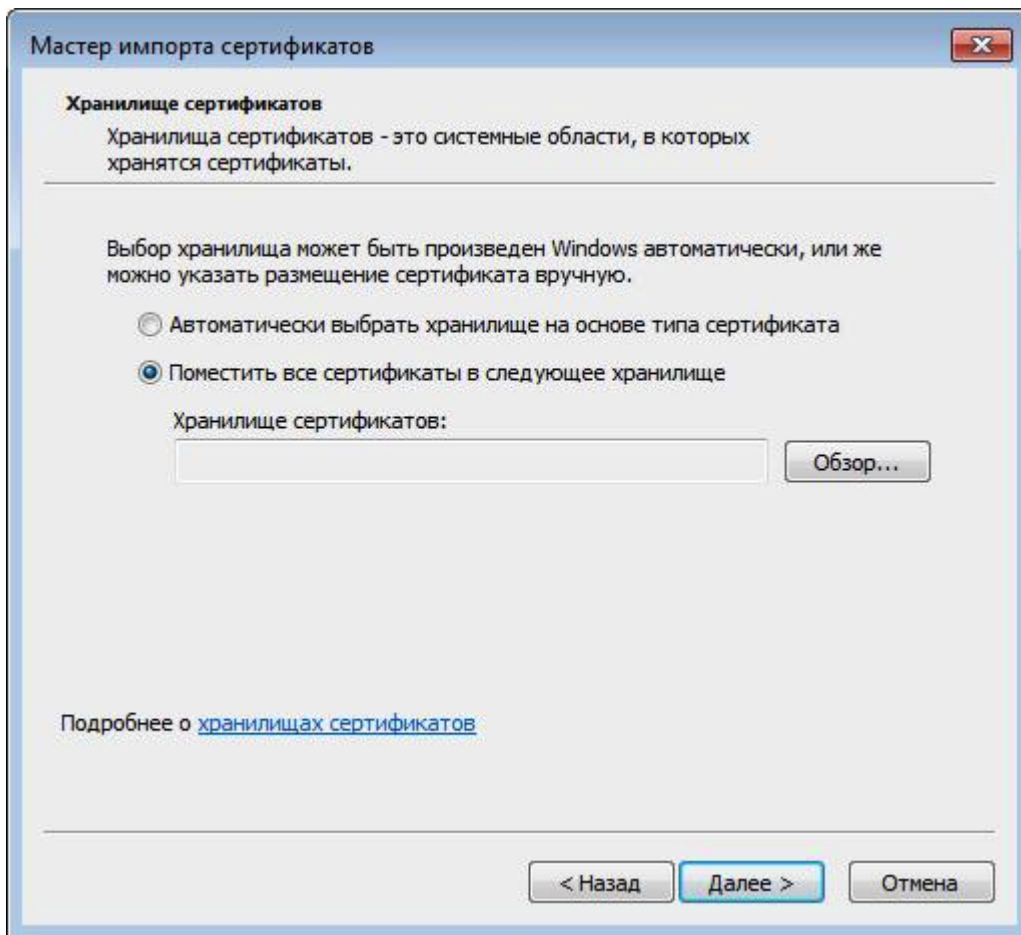 Мастер импорта сертификатов
Хранилище сертификатов
Хранилища сертификатов - это системные области, в которых
хранятся сертификаты.
Выбор хранилища может быть произведен Windows автоматически, или же
можно указать размещение сертификата вручную.
Автоматически выбрать хранилище на основе типа сертификата
Поместить все сертификаты в следующее хранилище
Хранилище сертификатов:
Обзор...
Подробнее о хранилищах сертификатов
< Назад Далее > Отмена